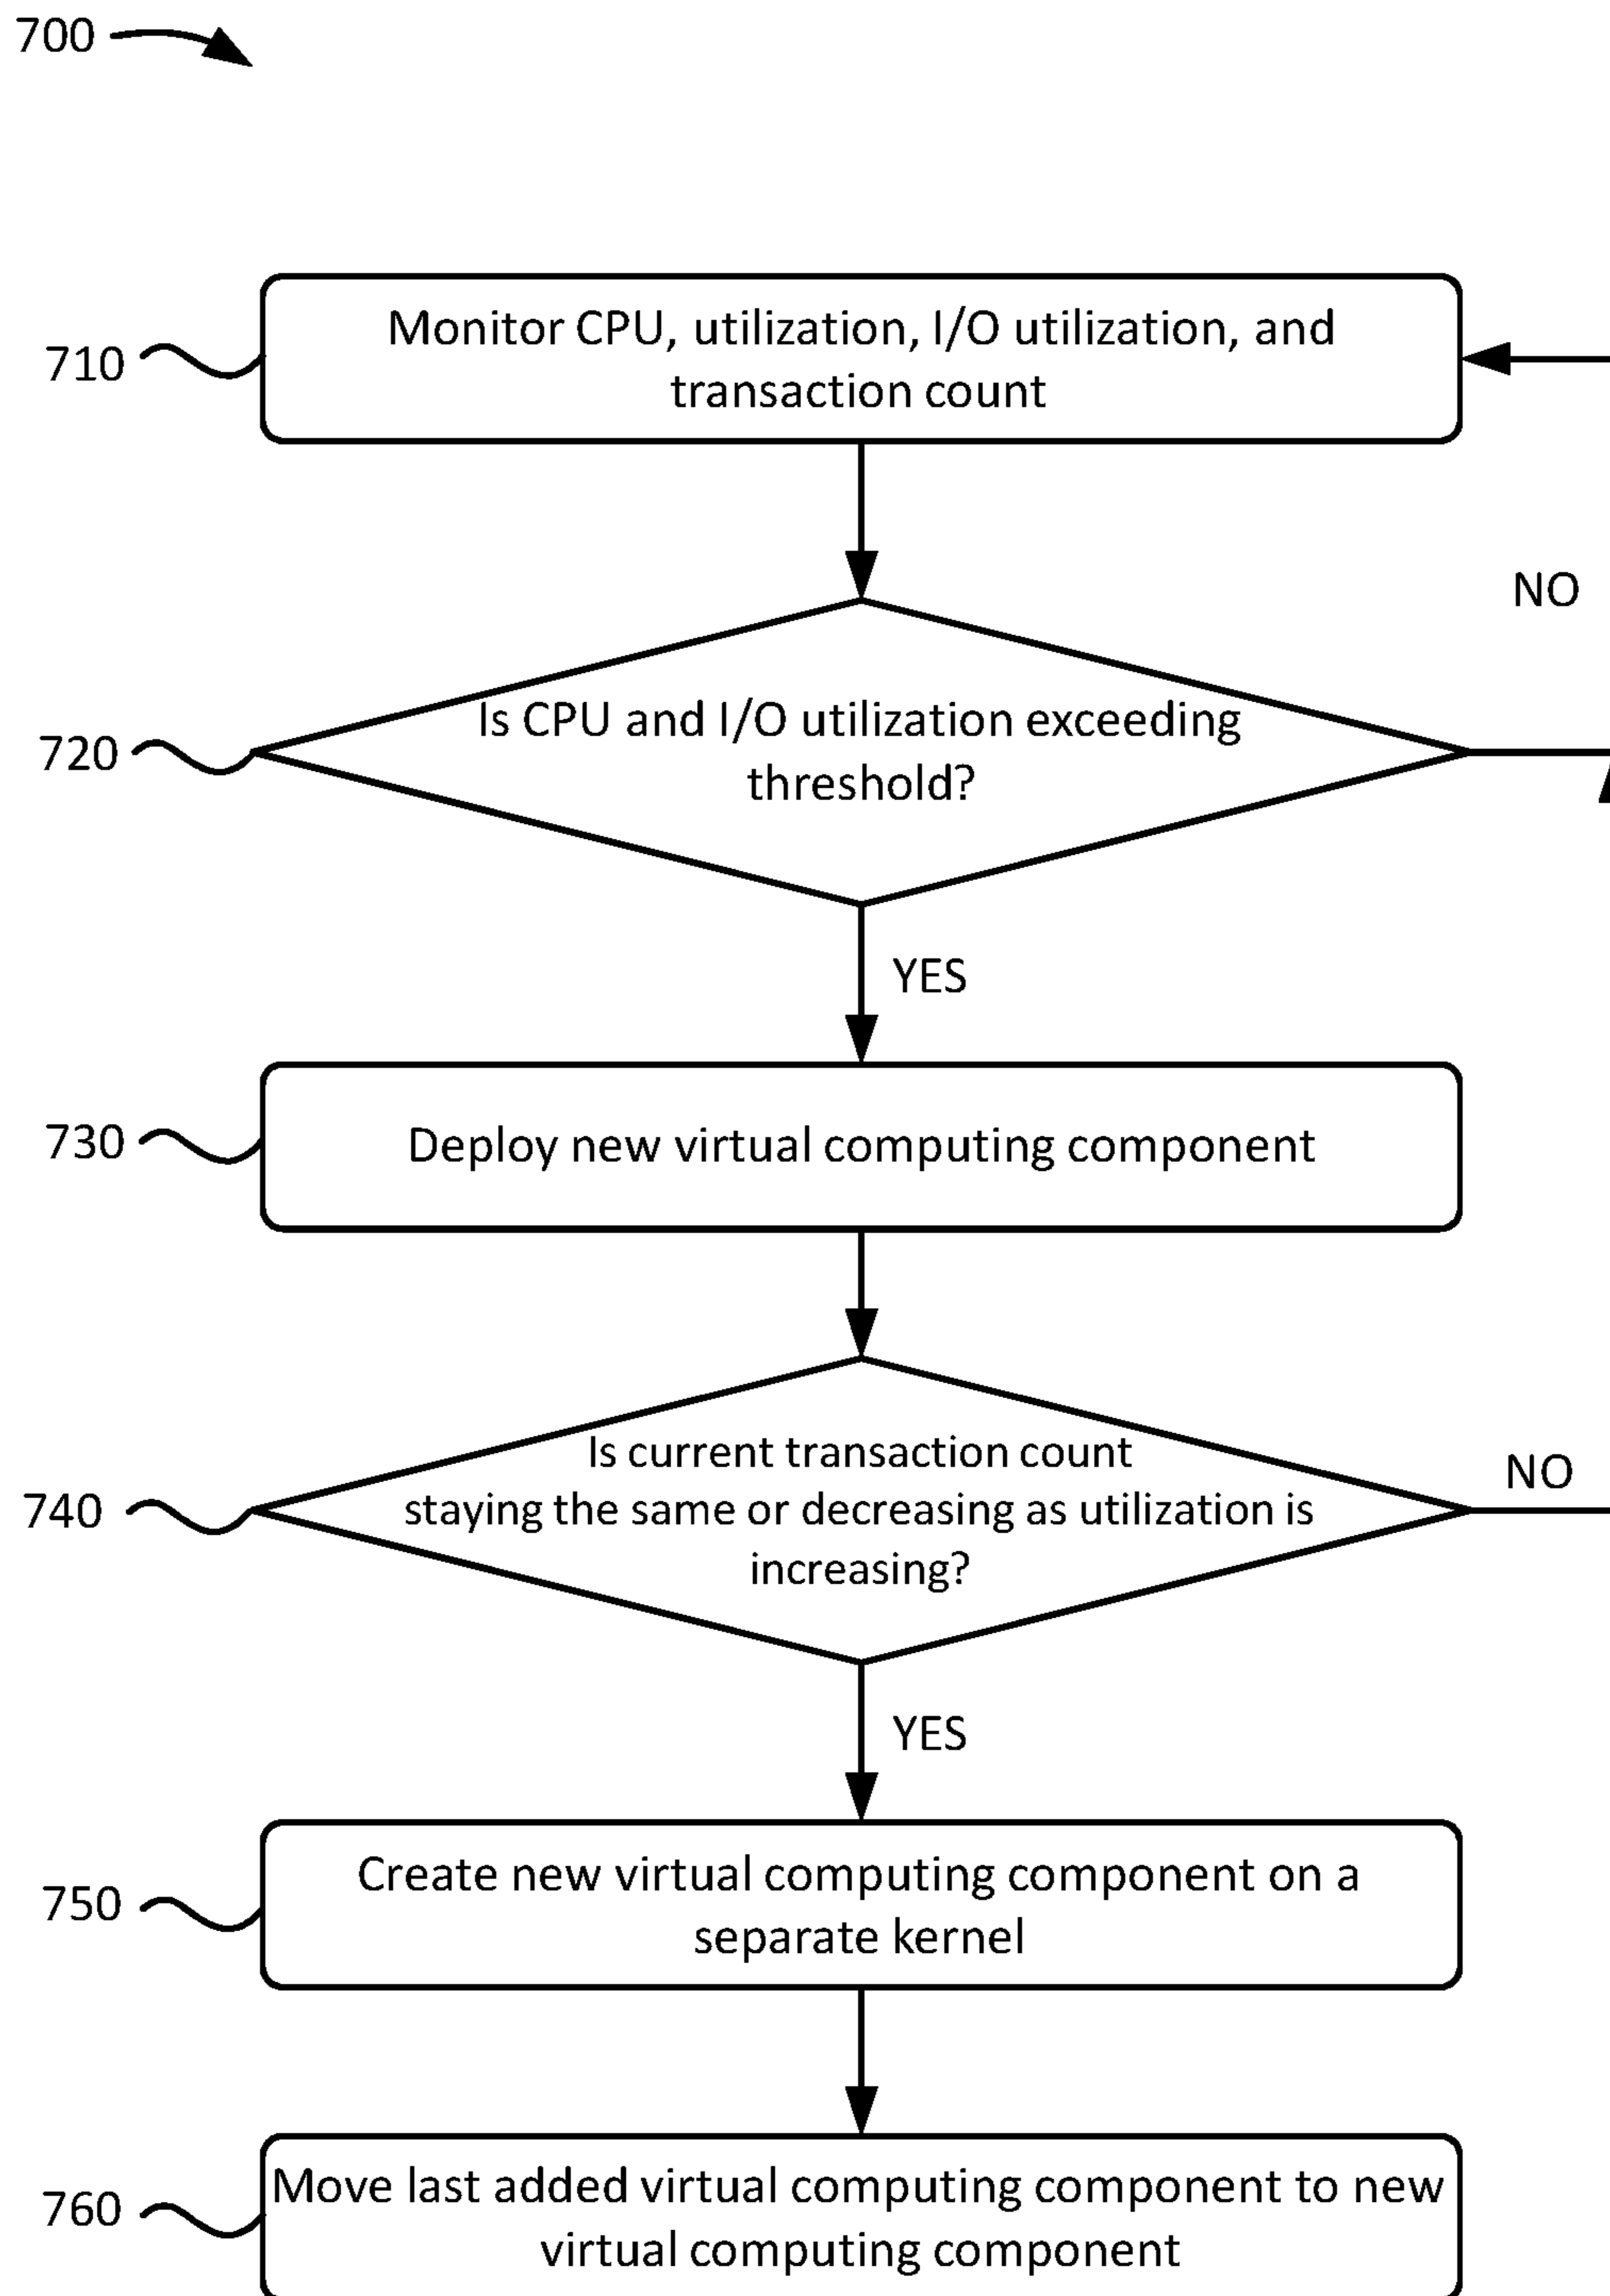 700
710
Monitor CPU, utilization, I/O utilization, and
transaction count
NO
720
Is CPU and I/O utilization exceeding
threshold?
YES
730
Deploy new virtual computing component
740
Is current transaction count
staying the same or decreasing as utilization is
increasing?
NO
YES
750
Create new virtual computing component on a
separate kernel
760
Move last added virtual computing component to new
virtual computing component